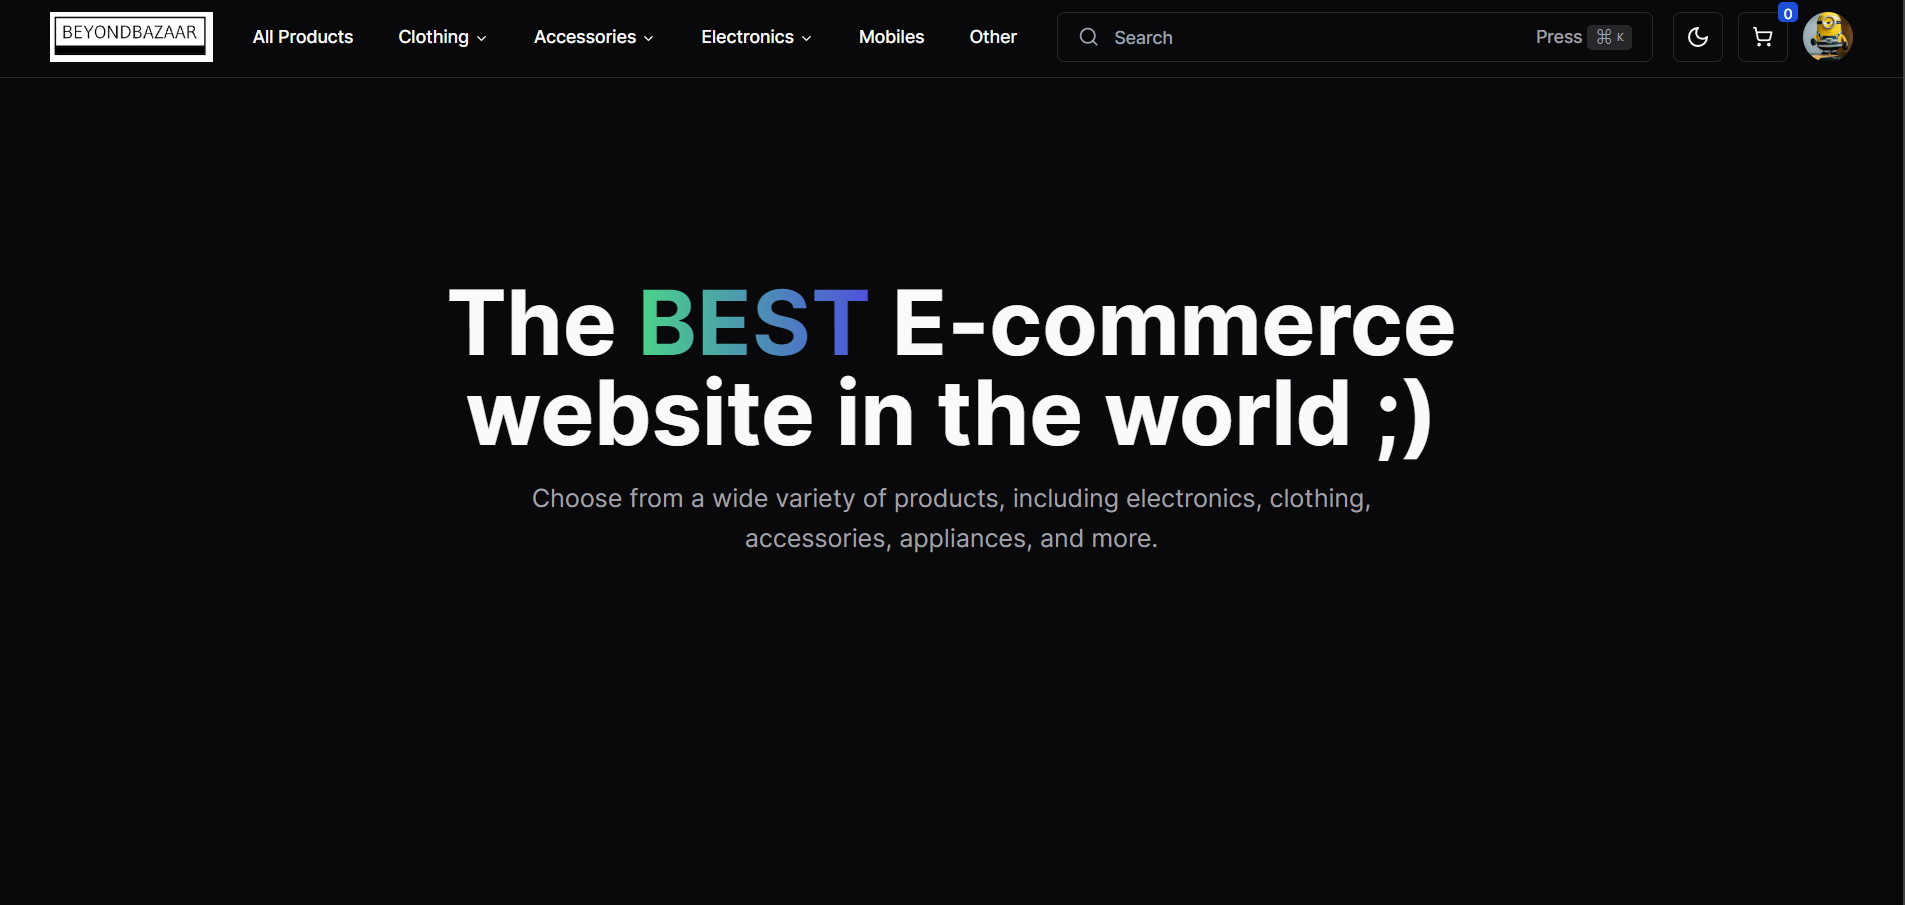 BEYONDBAZAAR
All Products
Clothing
Accessories
Electronics
Mobiles
Other
Search
Press ⌘ K
0
The BEST E-commerce
website in the world ;)
Choose from a wide variety of products, including electronics, clothing,
accessories, appliances, and more.